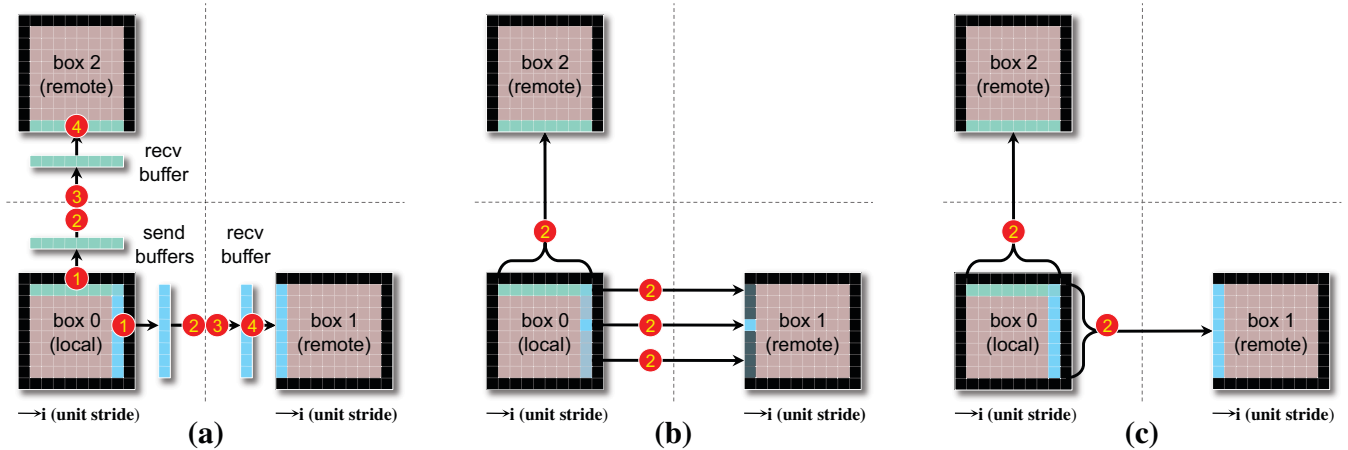 box 2
(remote)
4
recv
buffer
3
2
send
buffers
recv
buffer
1
box 0
(local)
1
2
3
4
box 1
(remote)
→i (unit stride)
→i (unit stride)
(a)
box 2
(remote)
2
box 0
(local)
2
2
2
box 1
(remote)
→i (unit stride)
→i (unit stride)
(b)
box 2
(remote)
2
box 0
(local)
2
box 1
(remote)
→i (unit stride)
→i (unit stride)
(c)